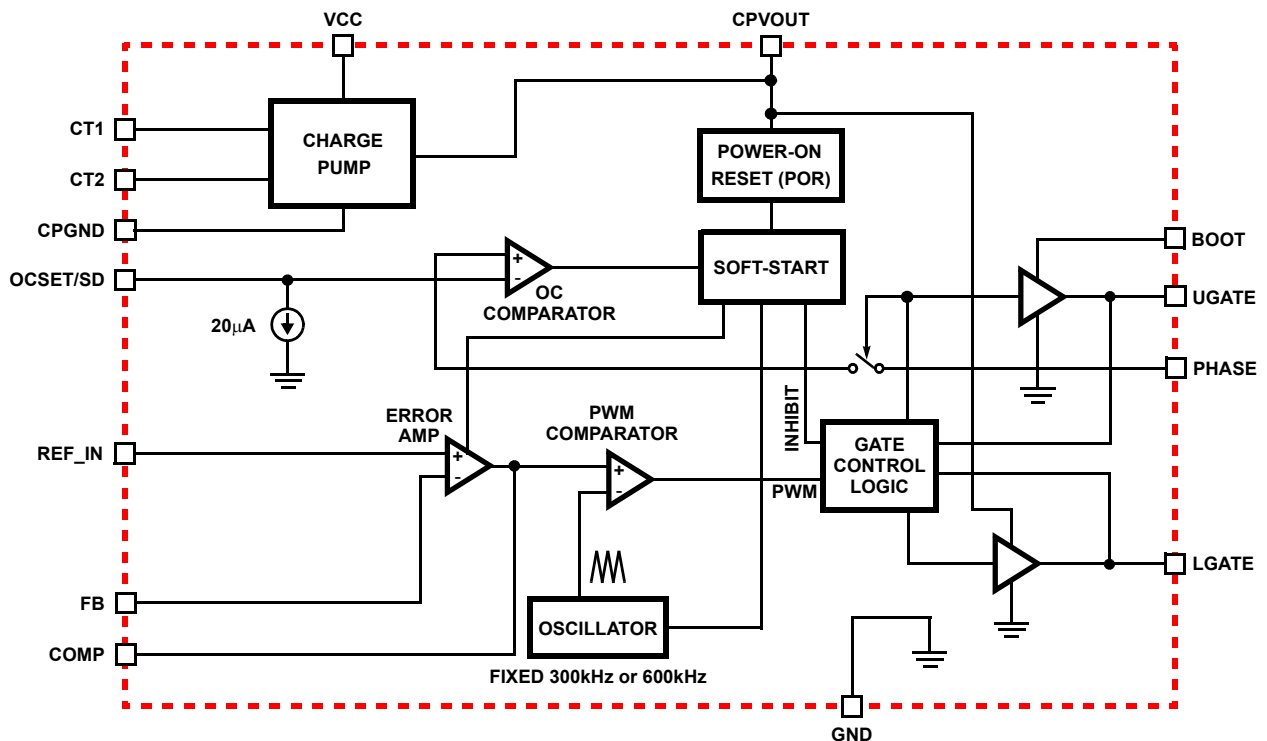 VCC
CPVOUT
CT1
CHARGE
PUMP
CT2
POWER-ON
RESET (POR)
CPGND
BOOT
OCSET/SD
+
-
OC
COMPARATOR
SOFT-START
UGATE
20µA
PHASE
INHIBIT
ERROR
AMP
PWM
COMPARATOR
REF_IN
+
-
+
-
GATE
CONTROL
LOGIC
PWM
LGATE
FB
OSCILLATOR
COMP
FIXED 300kHz or 600kHz
GND